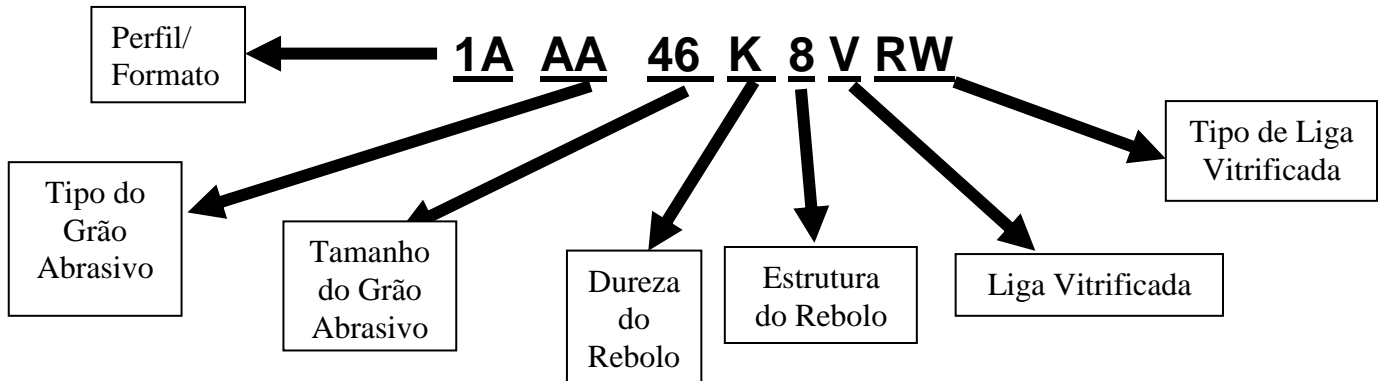 Perfil/
Formato
1A AA 46 K 8 V RW
Tipo de Liga
Vitrificada
Tipo do
Grão
Abrasivo
Tamanho
do Grão
Abrasivo
Dureza
do
Rebolo
Estrutura
do Rebolo
Liga Vitrificada